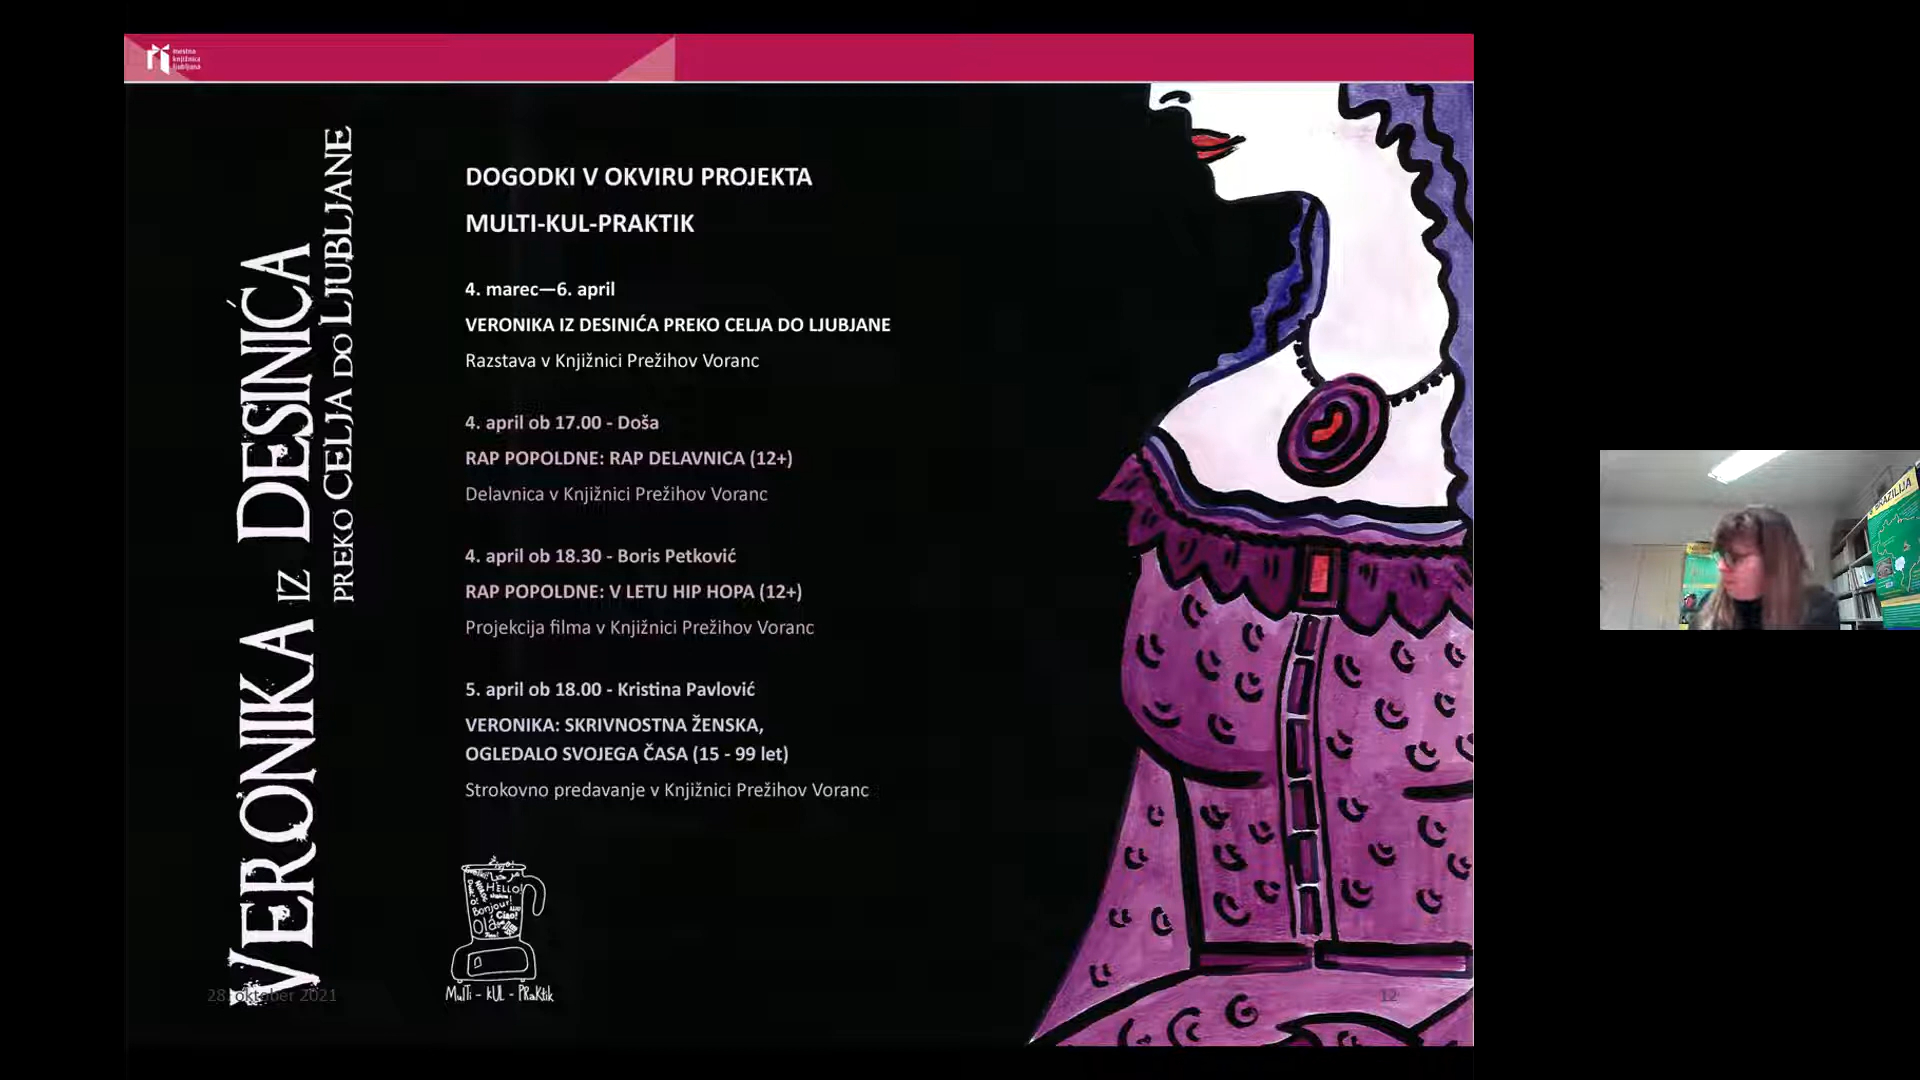 mestna
knjižnica
ljubljana
VERONIKA IZ DESINIĆA
PREKO CELJA DO LJUBLJANE
DOGODKI V OKVIRU PROJEKTA
MULTI-KUL-PRAKTIK
4. marec—6. april
VERONIKA IZ DESINIĆA PREKO CELJA DO LJUBJANE
Razstava v Knjižnici Prežihov Voranc
4. april ob 17.00 - Doša
RAP POPOLDNE: RAP DELAVNICA (12+)
Delavnica v Knjižnici Prežihov Voranc
4. april ob 18.30 - Boris Petković
RAP POPOLDNE: V LETU HIP HOPA (12+)
Projekcija filma v Knjižnici Prežihov Voranc
5. april ob 18.00 - Kristina Pavlović
VERONIKA: SKRIVNOSTNA ŽENSKA,
OGLEDALO SVOJEGA ČASA (15 - 99 let)
Strokovno predavanje v Knjižnici Prežihov Voranc
HELLO!
Bonjour
Ciao!
Olá
MulTi - kUL - PRaKtik
28. oktober 2021
12
BRAZILIJA